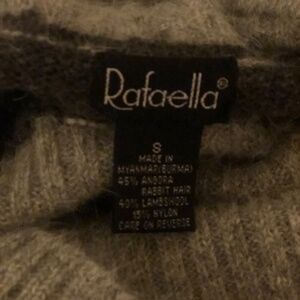 Rafaella®
S
MADE IN
MYANMAR(BURMA)
45% ANGORA
RABBIT HAIR
40% LAMBSWOOL
15% NYLON
CARE ON REVERSE